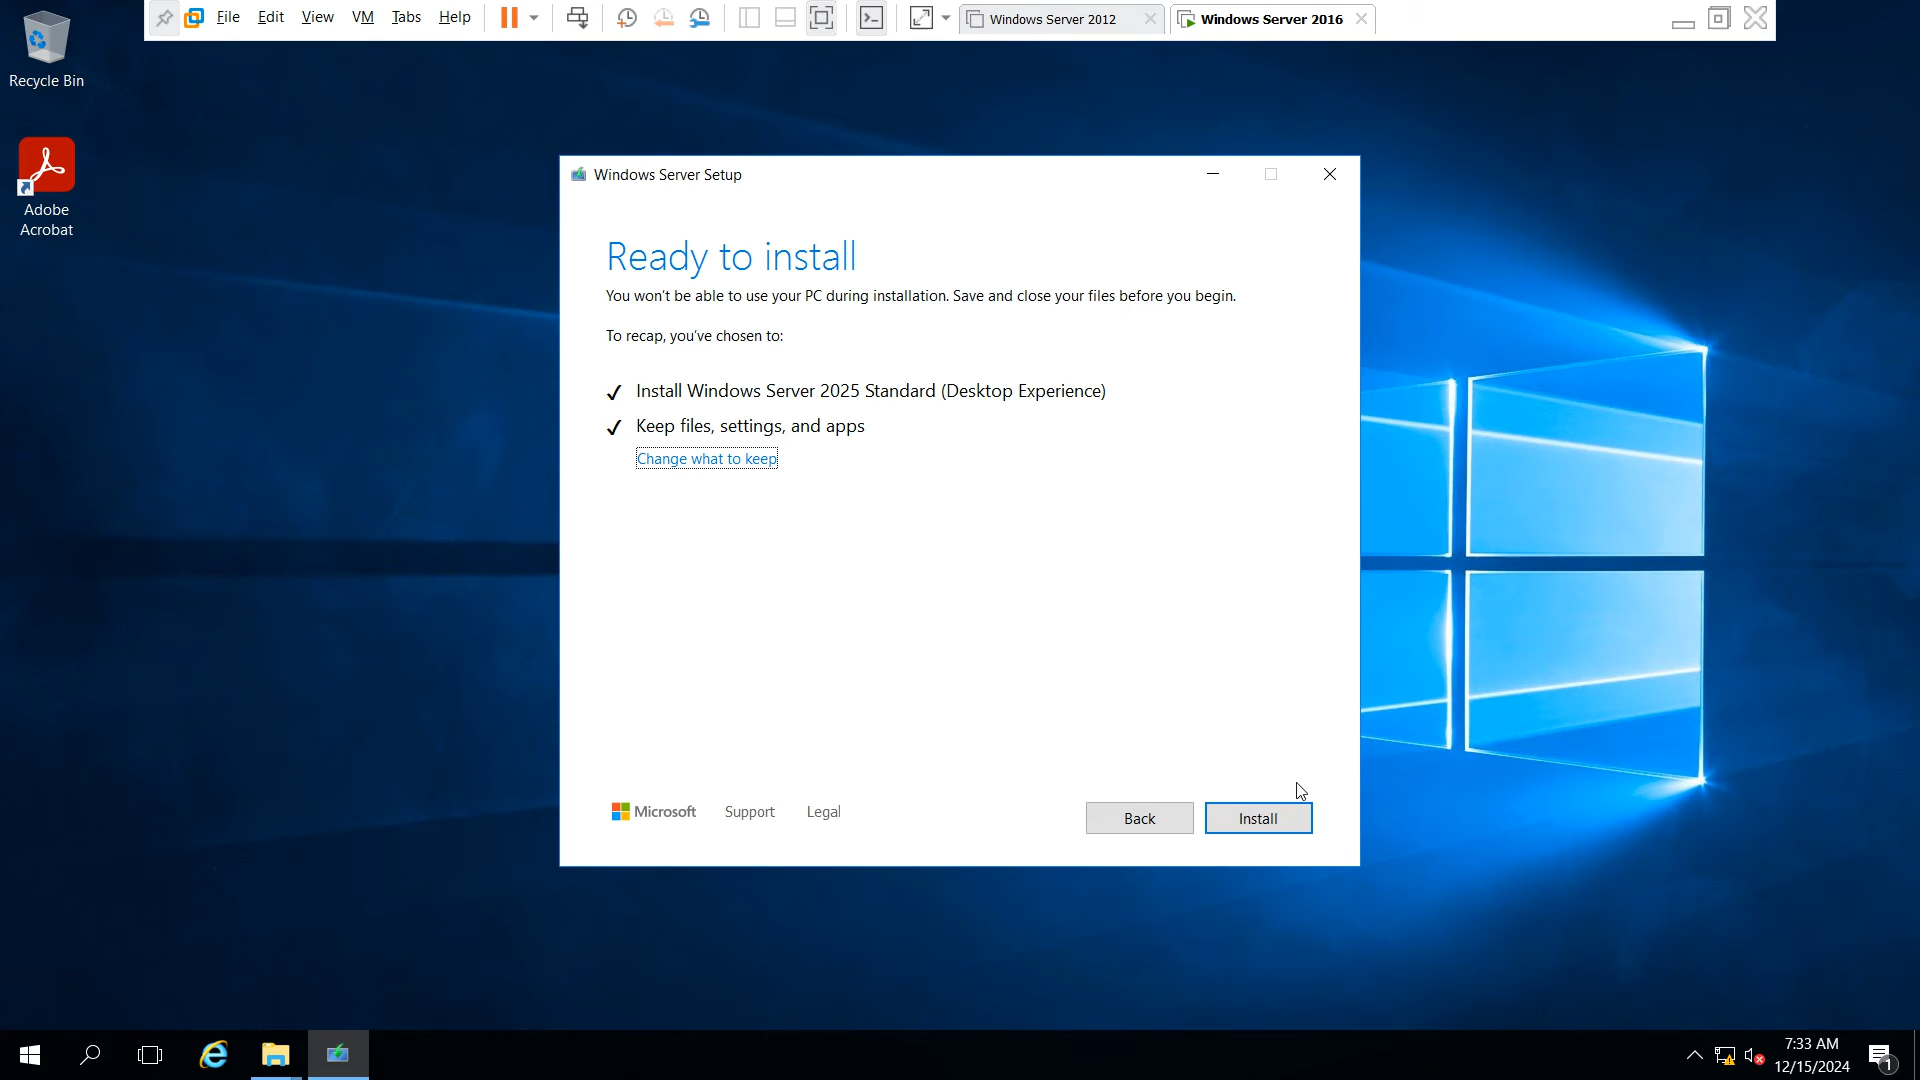 File Edit View VM Tabs Help
Windows Server 2012
Windows Server 2016
Recycle Bin
Adobe
Acrobat
Windows Server Setup
Ready to install
You won't be able to use your PC during installation. Save and close your files before you begin.
To recap, you've chosen to:
Install Windows Server 2025 Standard (Desktop Experience)
Keep files, settings, and apps
Change what to keep
Microsoft Support Legal
Back
Install
7:33 AM
12/15/2024
1